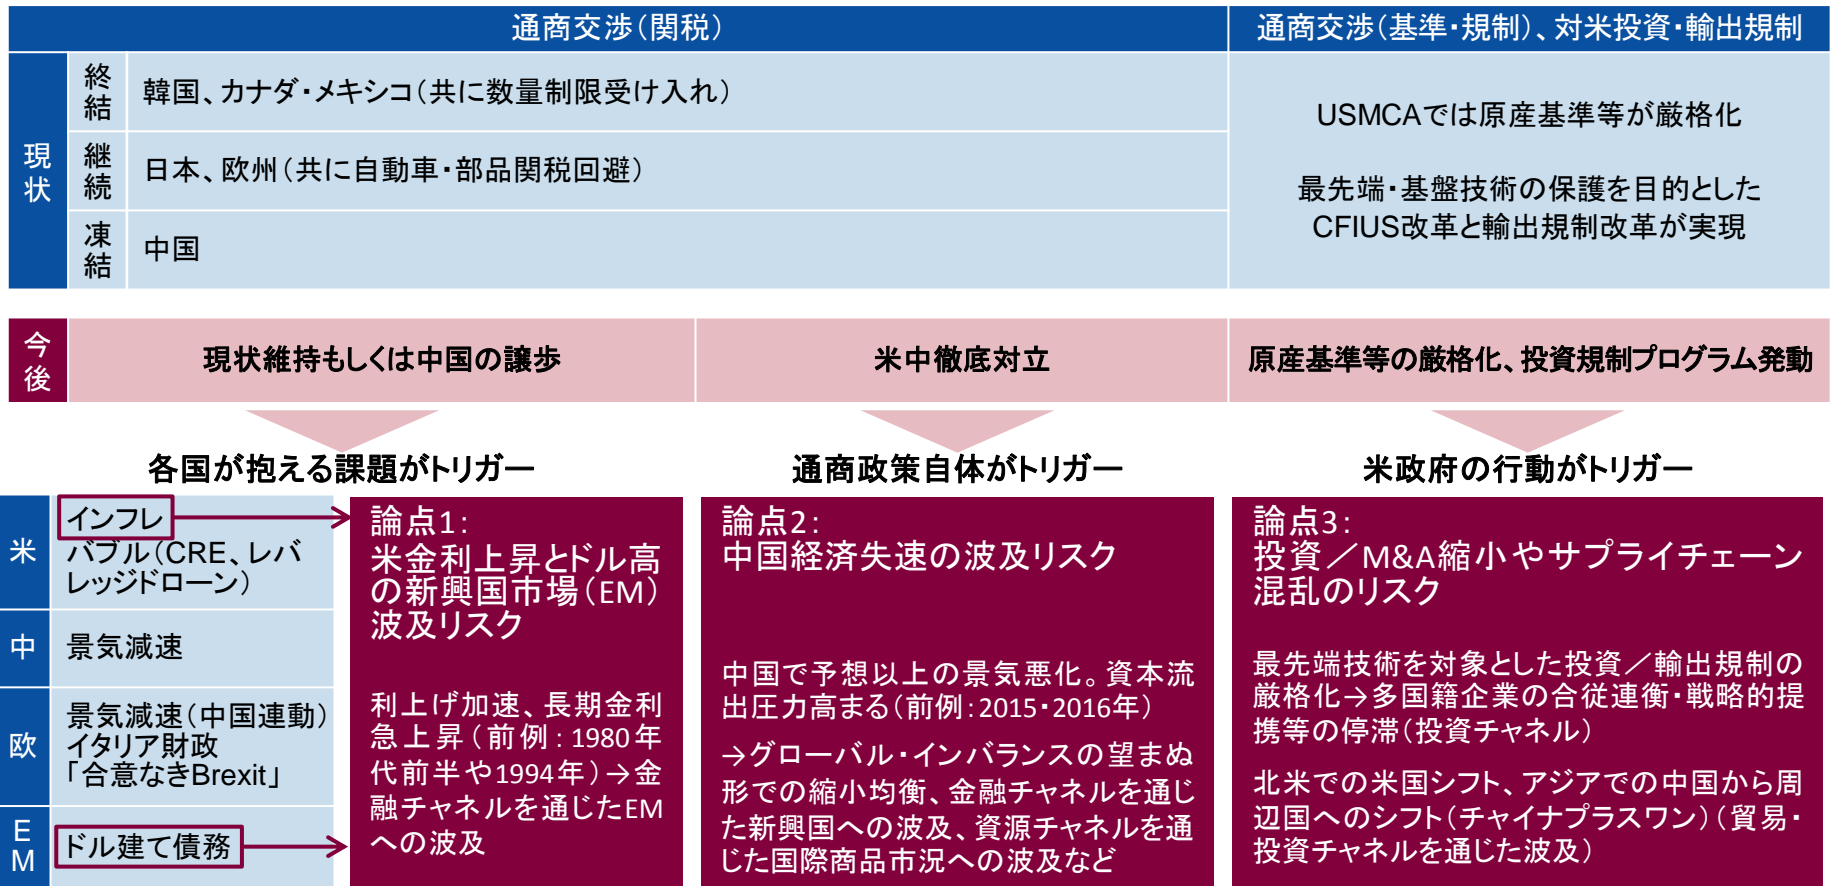 通商交渉（関税）
通商交渉（基準・規制）、対米投資・輸出規制
現状
終結
韓国、カナダ・メキシコ（共に数量制限受け入れ）
継続
日本、欧州（共に自動車・部品関税回避）
凍結
中国
USMCAでは原産基準等が厳格化
最先端・基盤技術の保護を目的とした
CFIUS改革と輸出規制改革が実現
今後
現状維持もしくは中国の譲歩
米中徹底対立
原産基準等の厳格化、投資規制プログラム発動
各国が抱える課題がトリガー
通商政策自体がトリガー
米政府の行動がトリガー
米
インフレ
バブル（CRE、レバ
レッジドローン）
中
景気減速
欧
景気減速（中国連動）
イタリア財政
「合意なきBrexit」
EM
ドル建て債務
論点1：
米金利上昇とドル高
の新興国市場（EM）
波及リスク
利上げ加速、長期金利
急上昇（前例：1980年
代前半や1994年）→金
融チャネルを通じたEM
への波及
論点2：
中国経済失速の波及リスク
中国で予想以上の景気悪化。資本流
出圧力高まる（前例：2015・2016年）
→グローバル・インバランスの望まぬ
形での縮小均衡、金融チャネルを通じ
た新興国への波及、資源チャネルを通
じた国際商品市況への波及など
論点3：
投資／M&A縮小やサプライチェーン
混乱のリスク
最先端技術を対象とした投資／輸出規制の
厳格化→多国籍企業の合従連衡・戦略的提
携等の停滞（投資チャネル）
北米での米国シフト、アジアでの中国から周
辺国へのシフト（チャイナプラスワン）（貿易・
投資チャネルを通じた波及）